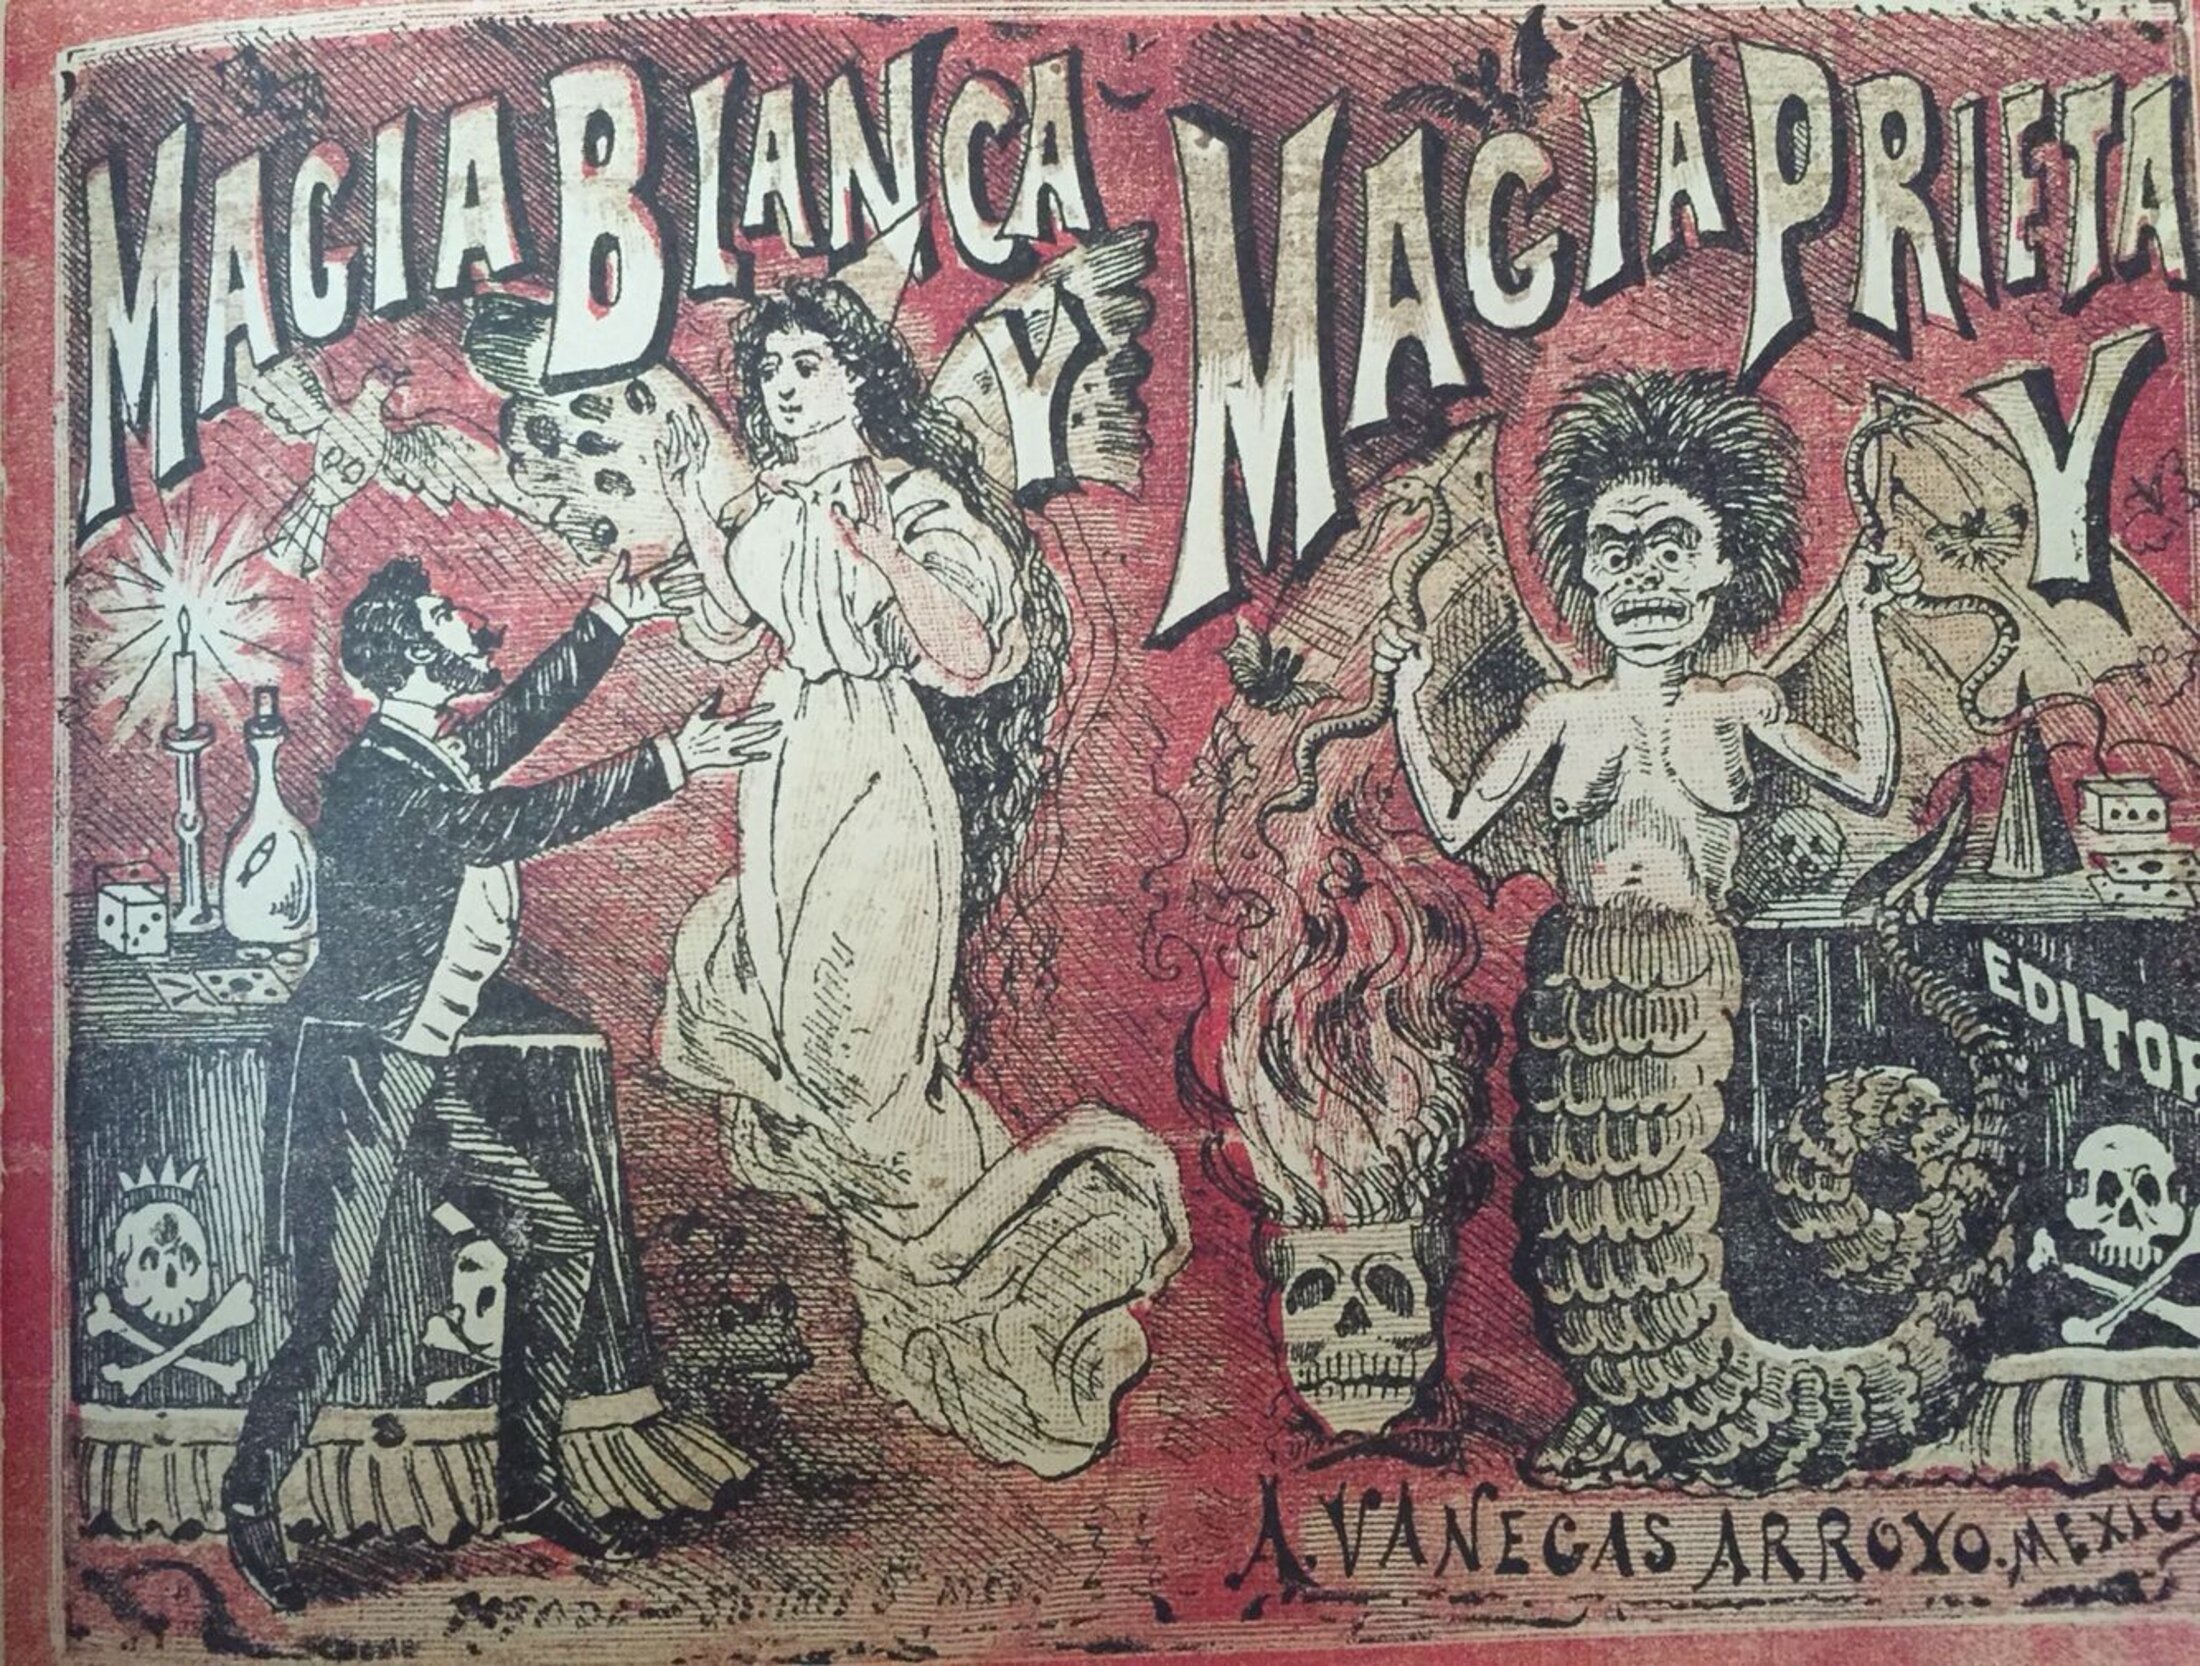 MAGIA BLANCA
Y
MAGIA PRIETA
Y
EDITOR
A. VANEGAS ARROYO. MEXICO